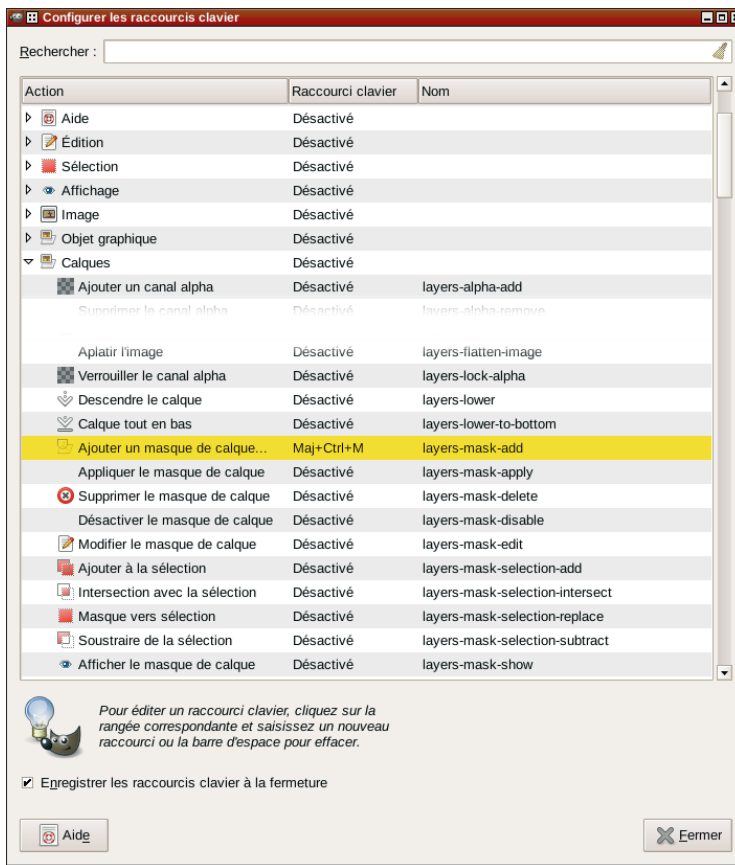 Configurer les raccourcis clavier
Rechercher :
Action Raccourci clavier Nom
Aide Désactivé
Édition Désactivé
Sélection Désactivé
Affichage Désactivé
Image Désactivé
Objet graphique Désactivé
Calques Désactivé
Ajouter un canal alpha Désactivé layers-alpha-add
Supprimer le canal alpha Désactivé layers-alpha-remove
Aplatir l'image Désactivé layers-flatten-image
Verrouiller le canal alpha Désactivé layers-lock-alpha
Descendre le calque Désactivé layers-lower
Calque tout en bas Désactivé layers-lower-to-bottom
Ajouter un masque de calque... Maj+Ctrl+M layers-mask-add
Appliquer le masque de calque Désactivé layers-mask-apply
Supprimer le masque de calque Désactivé layers-mask-delete
Désactiver le masque de calque Désactivé layers-mask-disable
Modifier le masque de calque Désactivé layers-mask-edit
Ajouter à la sélection Désactivé layers-mask-selection-add
Intersection avec la sélection Désactivé layers-mask-selection-intersect
Masque vers sélection Désactivé layers-mask-selection-replace
Soustraire de la sélection Désactivé layers-mask-selection-subtract
Afficher le masque de calque Désactivé layers-mask-show
Pour éditer un raccourci clavier, cliquez sur la
rangée correspondante et saisissez un nouveau
raccourci ou la barre d'espace pour effacer.
Enregistrer les raccourcis clavier à la fermeture
Aide Fermer